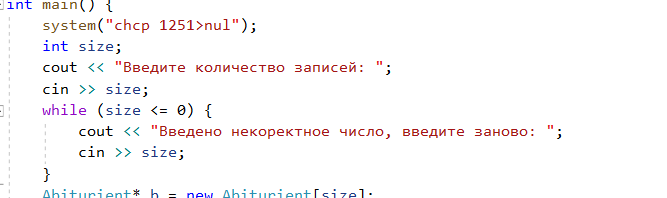 int main() {
system("chcp 1251>nul");
int size;
cout << "Введите количество записей: ";
cin >> size;
while (size <= 0) {
cout << "Введено некоректное число, введите заново: ";
cin >> size;
}
Abiturient* b = new Abiturient[size];